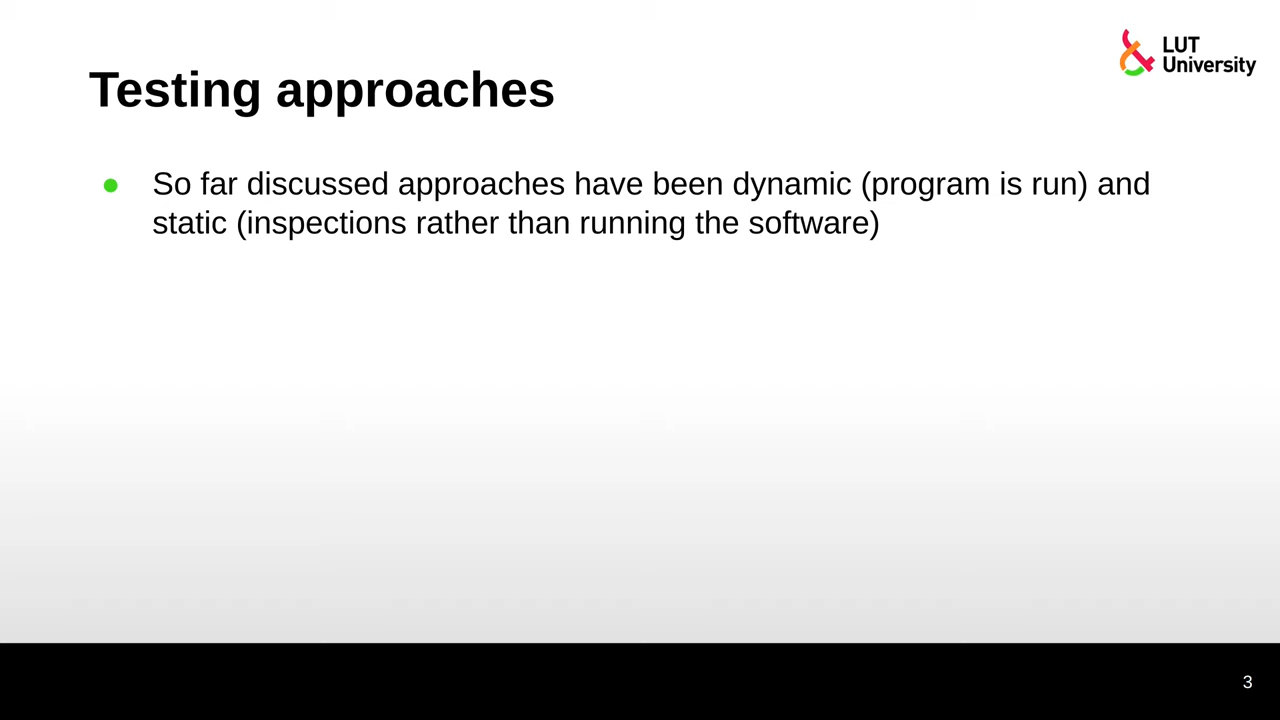 LUT
University
Testing approaches
● So far discussed approaches have been dynamic (program is run) and
static (inspections rather than running the software)
3